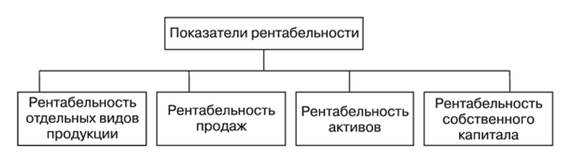 Показатели рентабельности
Рентабельность
отдельных видов
продукции
Рентабельность
продаж
Рентабельность
активов
Рентабельность
собственного
капитала